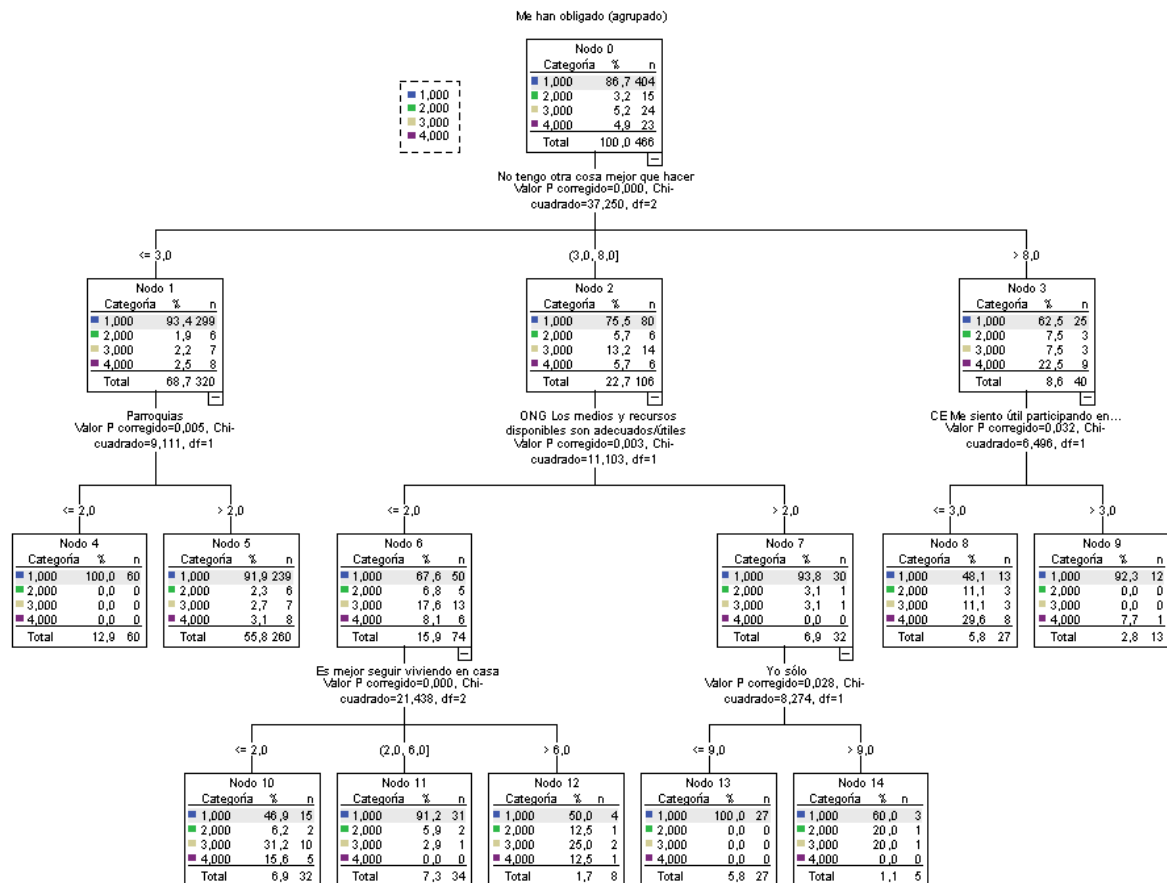 Me han obligado (agrupado)
Nodo 0
Categoría % n
1,000 86,7 404
2,000 3,2 15
3,000 5,2 24
4,000 4,9 23
Total 100,0 466
1,000
2,000
3,000
4,000
No tengo otra cosa mejor que hacer
Valor P corregido=0,000, Chi-
cuadrado=37,250, df=2
<= 3,0
(3,0, 8,0]
> 8,0
Nodo 1
Categoría % n
1,000 93,4 299
2,000 1,9 6
3,000 2,2 7
4,000 2,5 8
Total 68,7 320
Nodo 2
Categoría % n
1,000 75,5 80
2,000 5,7 6
3,000 13,2 14
4,000 5,7 6
Total 22,7 106
Nodo 3
Categoría % n
1,000 62,5 25
2,000 7,5 3
3,000 7,5 3
4,000 22,5 9
Total 8,6 40
Parroquias
Valor P corregido=0,005, Chi-
cuadrado=9,111, df=1
ONG Los medios y recursos
disponibles son adecuados/útiles
Valor P corregido=0,003, Chi-
cuadrado=11,103, df=1
CE Me siento útil participando en...
Valor P corregido=0,032, Chi-
cuadrado=6,496, df=1
<= 2,0
> 2,0
<= 2,0
> 2,0
<= 3,0
> 3,0
Nodo 4
Categoría % n
1,000 100,0 60
2,000 0,0 0
3,000 0,0 0
4,000 0,0 0
Total 12,9 60
Nodo 5
Categoría % n
1,000 91,9 239
2,000 2,3 6
3,000 2,7 7
4,000 3,1 8
Total 55,8 260
Nodo 6
Categoría % n
1,000 67,6 50
2,000 6,8 5
3,000 17,6 13
4,000 8,1 6
Total 15,9 74
Nodo 7
Categoría % n
1,000 93,8 30
2,000 3,1 1
3,000 3,1 1
4,000 0,0 0
Total 6,9 32
Nodo 8
Categoría % n
1,000 48,1 13
2,000 11,1 3
3,000 11,1 3
4,000 29,6 8
Total 5,8 27
Nodo 9
Categoría % n
1,000 92,3 12
2,000 0,0 0
3,000 0,0 0
4,000 7,7 1
Total 2,8 13
Es mejor seguir viviendo en casa
Valor P corregido=0,000, Chi-
cuadrado=21,438, df=2
Yo sólo
Valor P corregido=0,028, Chi-
cuadrado=8,274, df=1
<= 2,0
(2,0, 6,0]
> 6,0
<= 9,0
> 9,0
Nodo 10
Categoría % n
1,000 46,9 15
2,000 6,2 2
3,000 31,2 10
4,000 15,6 5
Total 6,9 32
Nodo 11
Categoría % n
1,000 91,2 31
2,000 5,9 2
3,000 2,9 1
4,000 0,0 0
Total 7,3 34
Nodo 12
Categoría % n
1,000 50,0 4
2,000 12,5 1
3,000 25,0 2
4,000 12,5 1
Total 1,7 8
Nodo 13
Categoría % n
1,000 100,0 27
2,000 0,0 0
3,000 0,0 0
4,000 0,0 0
Total 5,8 27
Nodo 14
Categoría % n
1,000 60,0 3
2,000 20,0 1
3,000 20,0 1
4,000 0,0 0
Total 1,1 5